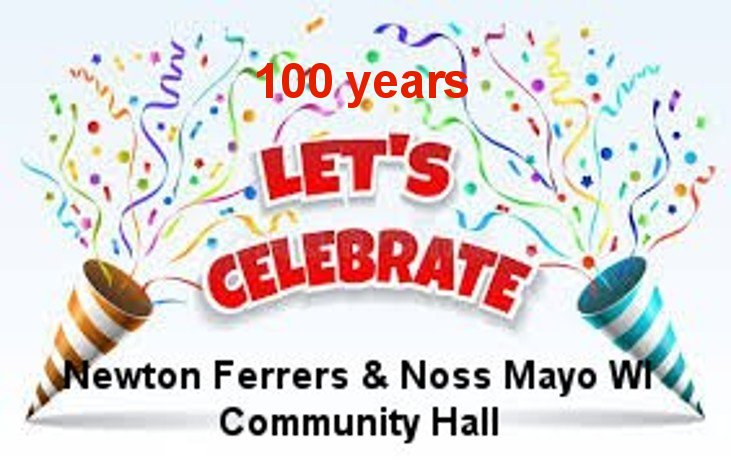 100 years
LET'S
CELEBRATE
Newton Ferrers & Noss Mayo WI
Community Hall